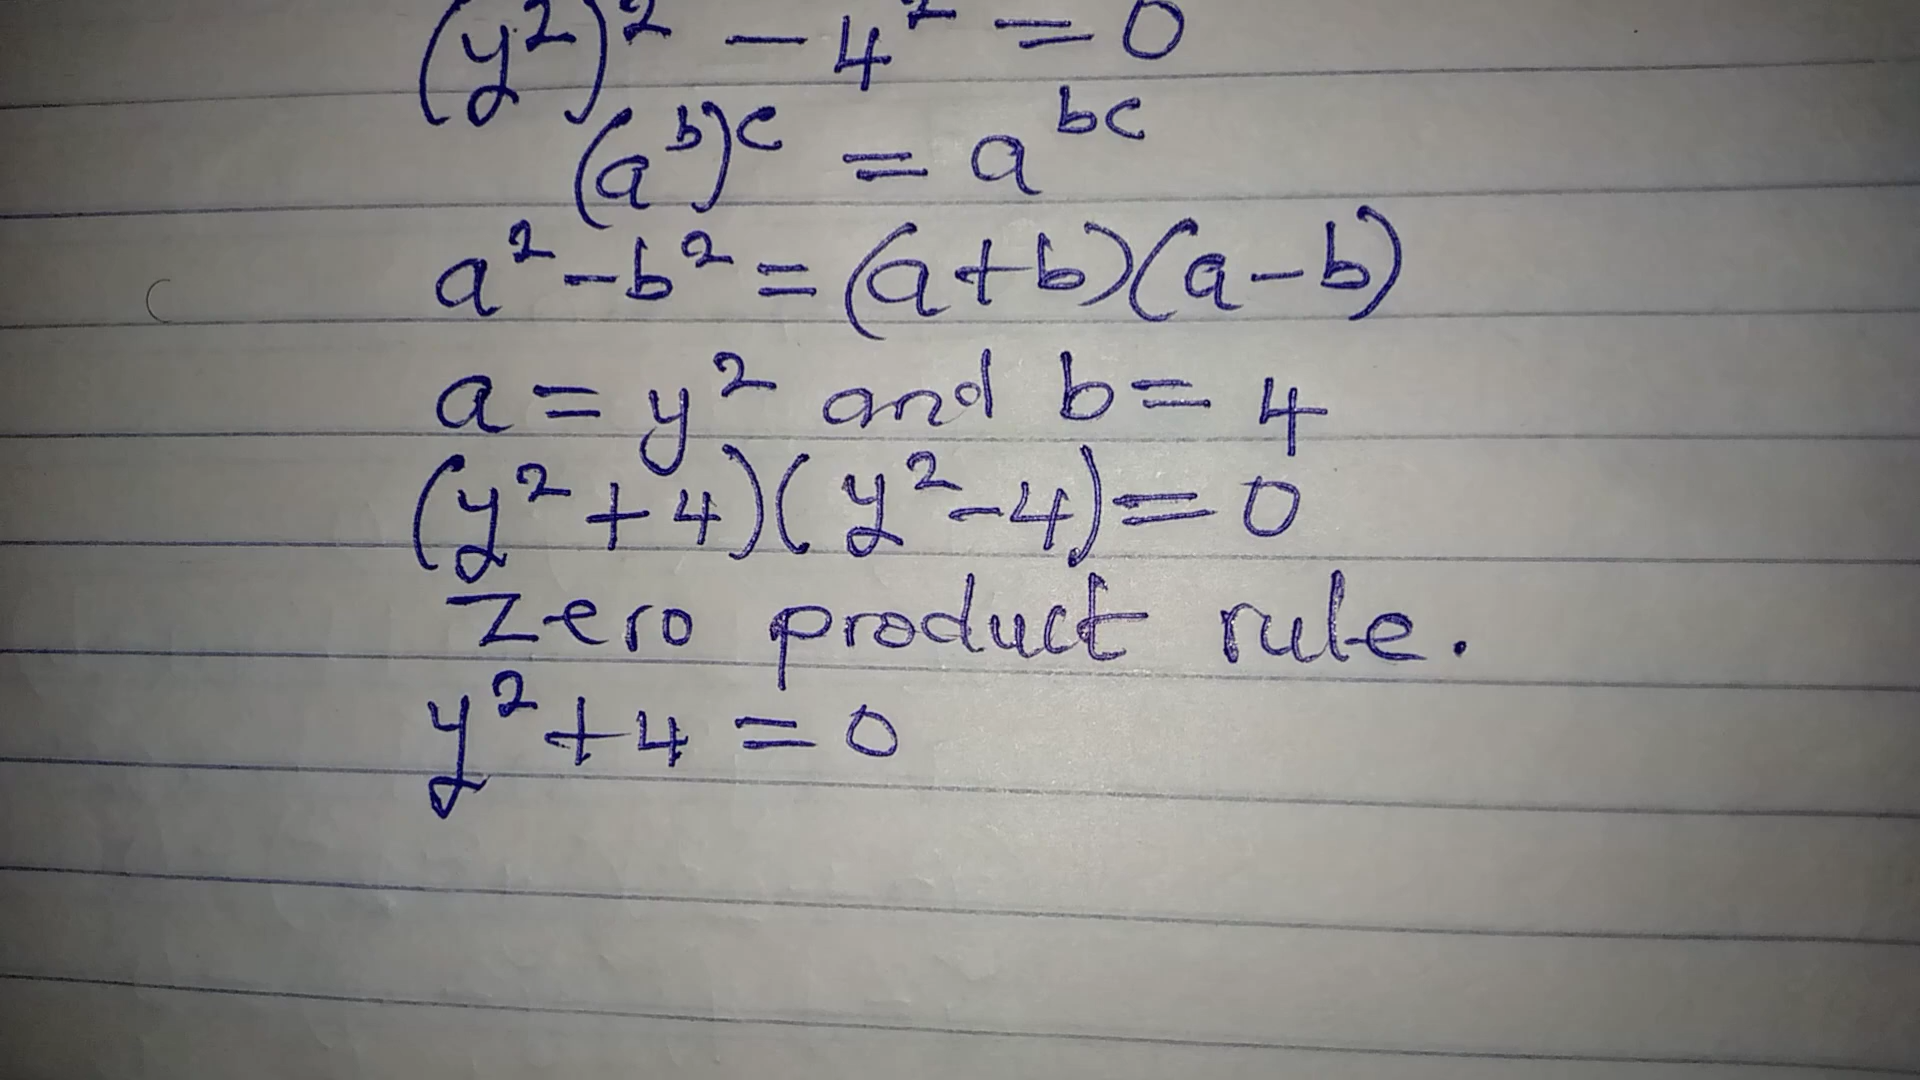 (y²)² - 4² = 0
(a^b)^c = a^bc
a² - b² = (a+b)(a-b)
a = y² and b = 4
(y² + 4)(y² - 4) = 0
Zero product rule.
y² + 4 = 0